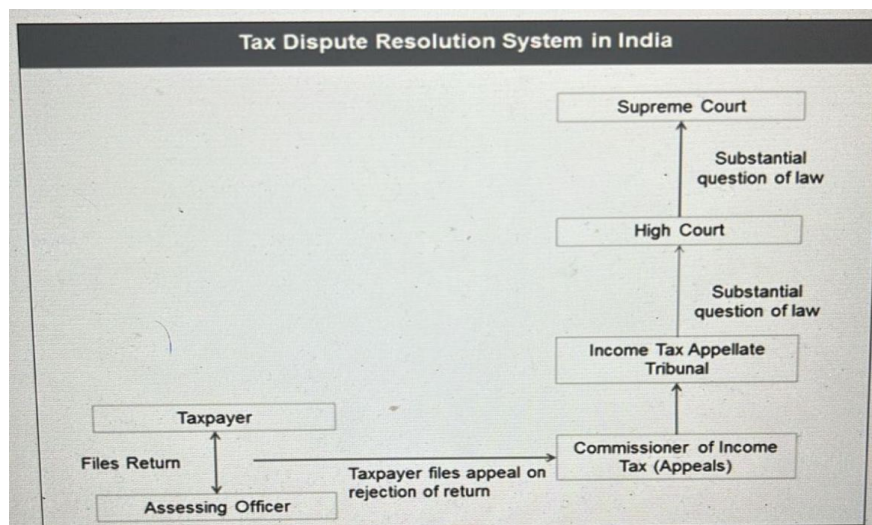 Tax Dispute Resolution System in India
Supreme Court
Substantial
question of law
High Court
Substantial
question of law
Income Tax Appellate
Tribunal
Taxpayer
Files Return
Assessing Officer
Taxpayer files appeal on
rejection of return
Commissioner of Income
Tax (Appeals)